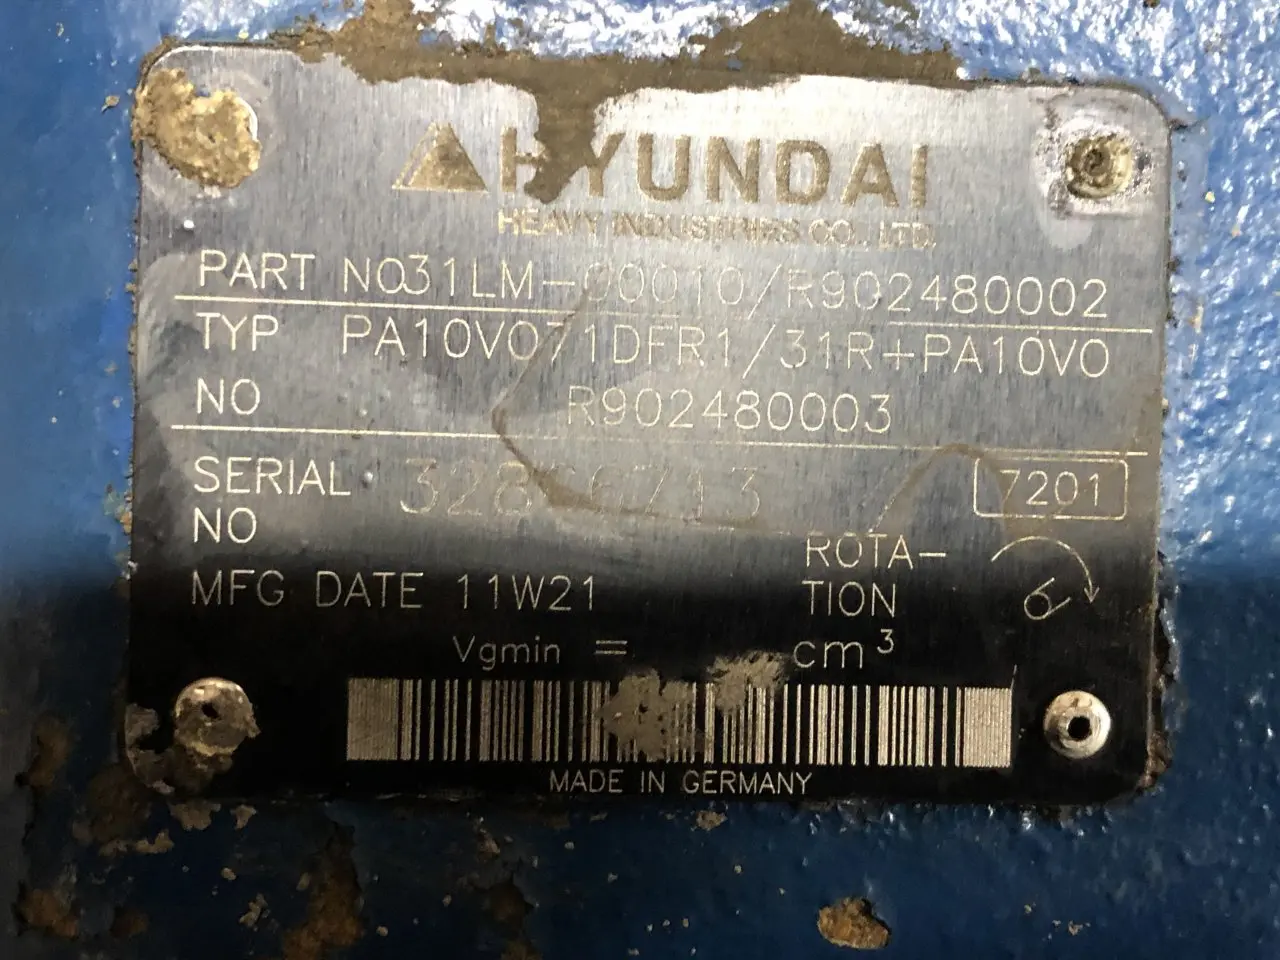 HYUNDAI
HEAVY INDUSTRIES CO., LTD.
PART NO31LM-00010/R902480002
TYP PA10VO71DFR1/31R+PA10VO
NO R902480003
SERIAL 7201
NO
ROTA-
MFG DATE 11W21 TION
Vgmin = cm³
MADE IN GERMANY